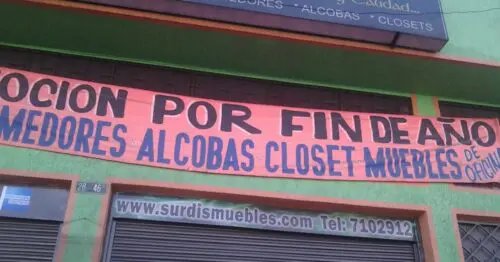 y Calidad...
MEDORES * ALCOBAS * CLOSETS
OCION POR FIN DE AÑO
MEDORES ALCOBAS CLOSET MUEBLES DE OFICIN
28-46
www.surdismuebles.com Tel: 7102912